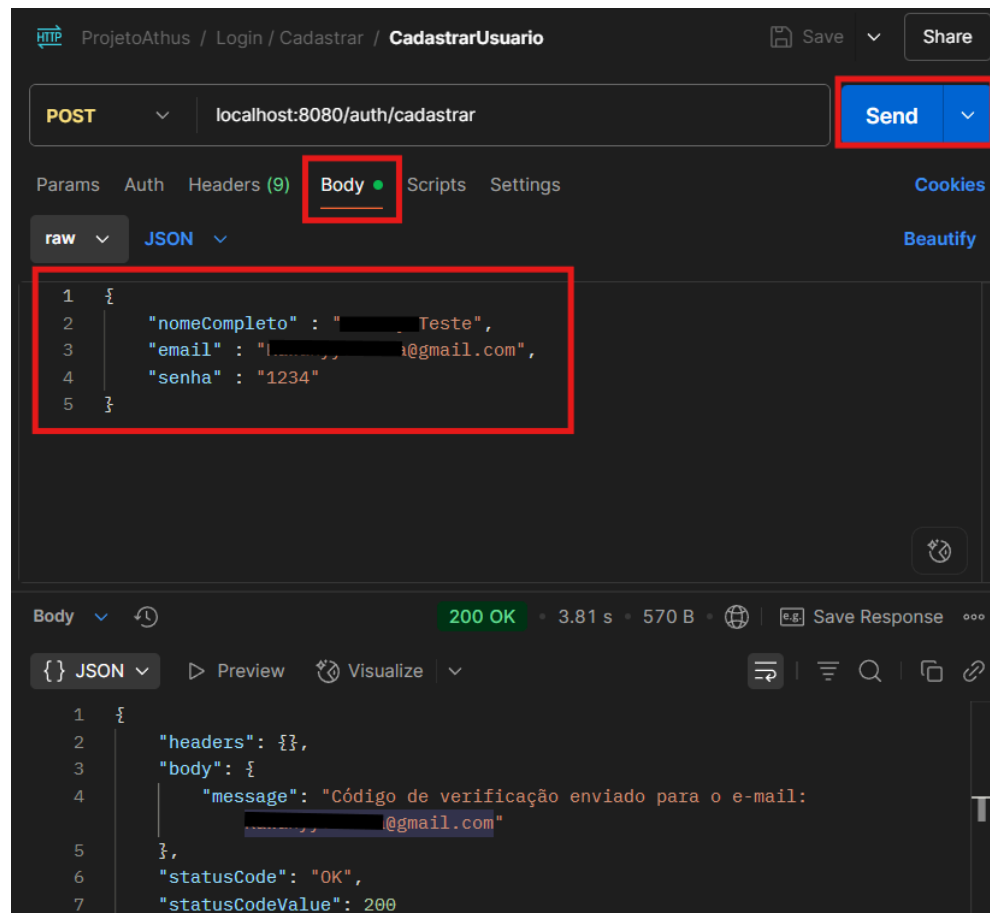 HTTP ProjetoAthus / Login / Cadastrar / CadastrarUsuario Save Share
POST localhost:8080/auth/cadastrar Send
Params Auth Headers (9) Body Scripts Settings Cookies
raw JSON Beautify
1 {
2 "nomeCompleto" : " Teste",
3 "email" : " a@gmail.com",
4 "senha" : "1234"
5 }
Body 200 OK • 3.81 s • 570 B e.g. Save Response
{} JSON Preview Visualize
1 {
2 "headers": {},
3 "body": {
4 "message": "Código de verificação enviado para o e-mail:
@gmail.com"
5 },
6 "statusCode": "OK",
7 "statusCodeValue": 200